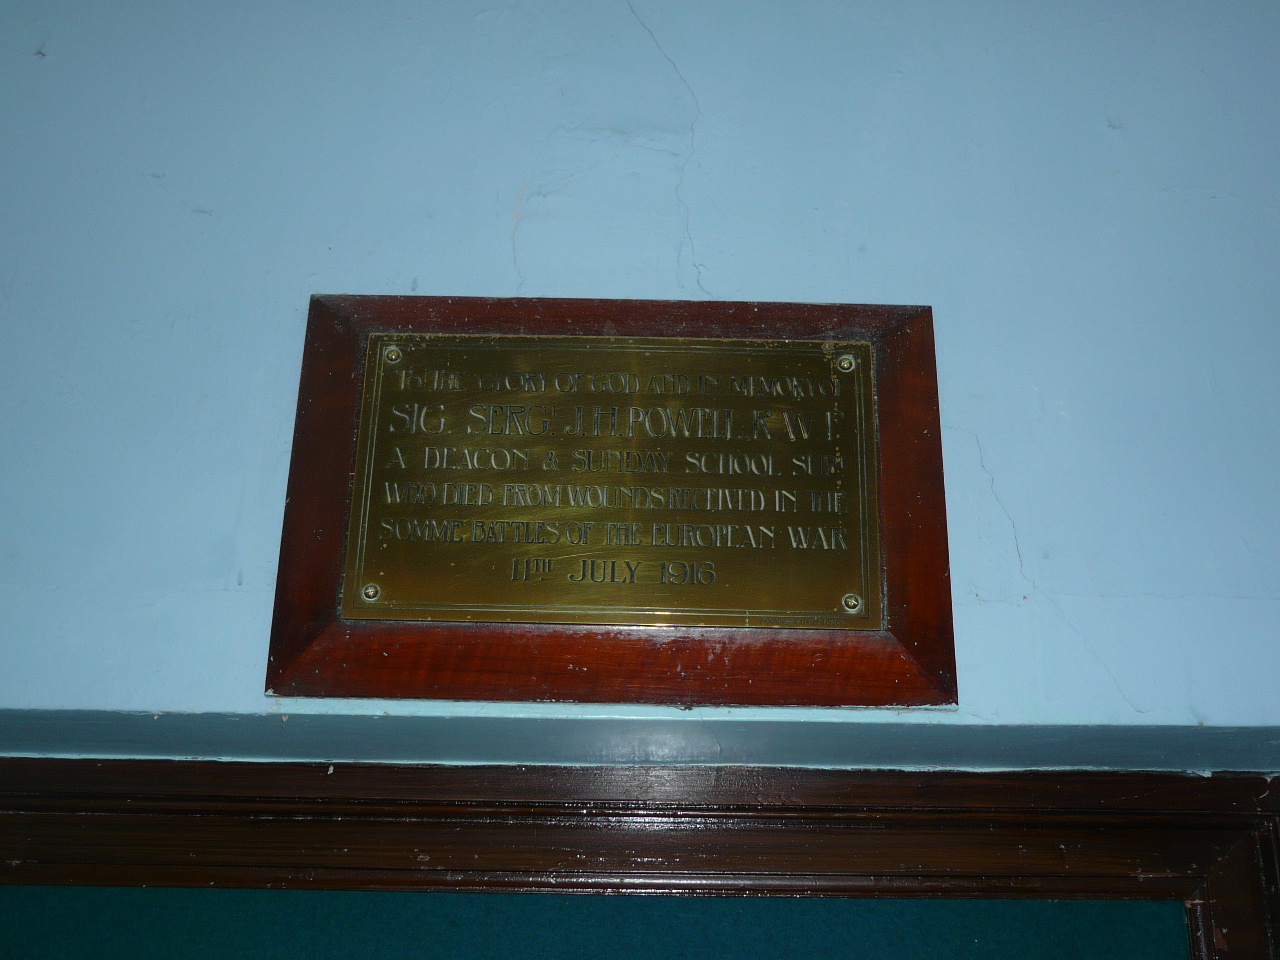 TO THE GLORY OF GOD AND IN MEMORY OF
SIG. SERGT. J.H. POWELL. R.W.F.
A DEACON & SUNDAY SCHOOL
WHO DIED FROM WOUNDS RECEIVED IN THE
SOMME BATTLES OF THE EUROPEAN WAR
11TH JULY 1916